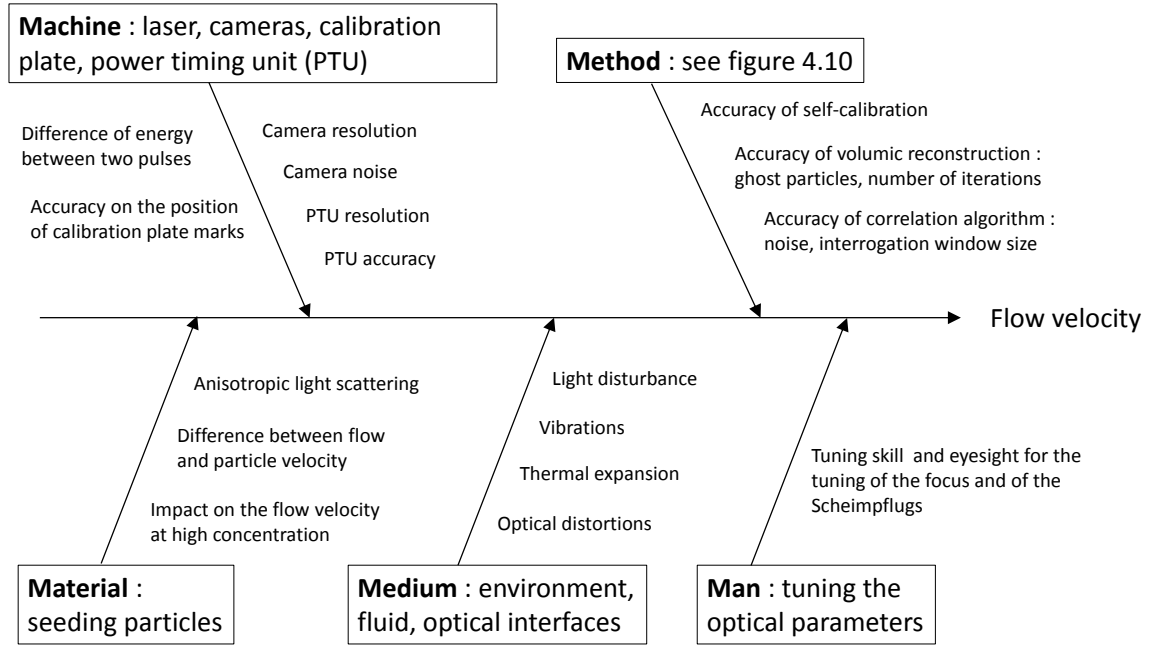 Machine : laser, cameras, calibration
plate, power timing unit (PTU)
Method : see figure 4.10
Difference of energy
between two pulses
Accuracy on the position
of calibration plate marks
Camera resolution
Camera noise
PTU resolution
PTU accuracy
Accuracy of self-calibration
Accuracy of volumic reconstruction :
ghost particles, number of iterations
Accuracy of correlation algorithm :
noise, interrogation window size
Flow velocity
Anisotropic light scattering
Difference between flow
and particle velocity
Impact on the flow velocity
at high concentration
Light disturbance
Vibrations
Thermal expansion
Optical distortions
Tuning skill and eyesight for the
tuning of the focus and of the
Scheimpflugs
Material :
seeding particles
Medium : environment,
fluid, optical interfaces
Man : tuning the
optical parameters